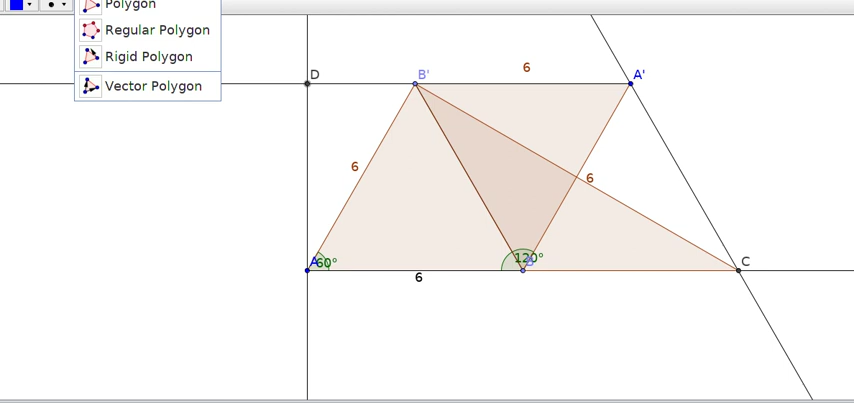 Polygon
Regular Polygon
Rigid Polygon
Vector Polygon
6
D
B'
A'
6
6
A
60°
120°
B
C
6